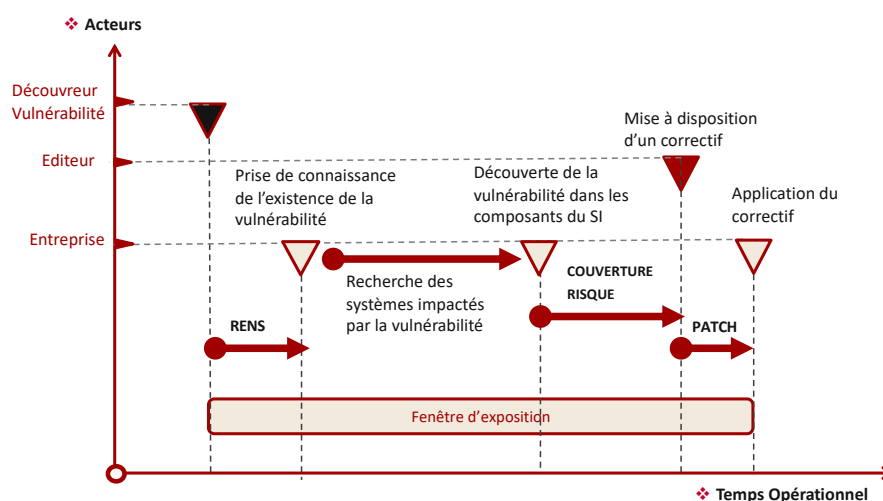 ❖ Acteurs
Découvreur
Vulnérabilité
Mise à disposition
d'un correctif
Editeur
Prise de connaissance
de l'existence de la
vulnérabilité
Découverte de la
vulnérabilité dans les
composants du SI
Application du
correctif
Entreprise
Recherche des
systèmes impactés
par la vulnérabilité
COUVERTURE
RISQUE
RENS
PATCH
Fenêtre d'exposition
❖ Temps Opérationnel